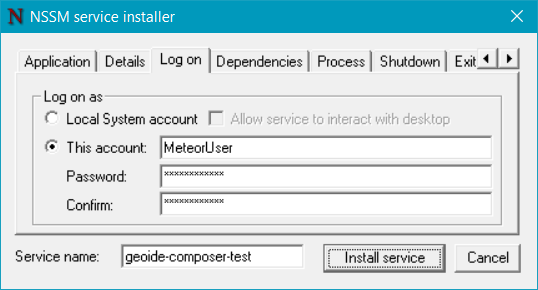 N NSSM service installer
Application Details Log on Dependencies Process Shutdown Exit
Log on as
Local System account Allow service to interact with desktop
This account: MeteorUser
Password: ************
Confirm: ************
Service name: geoide-composer-test Install service Cancel